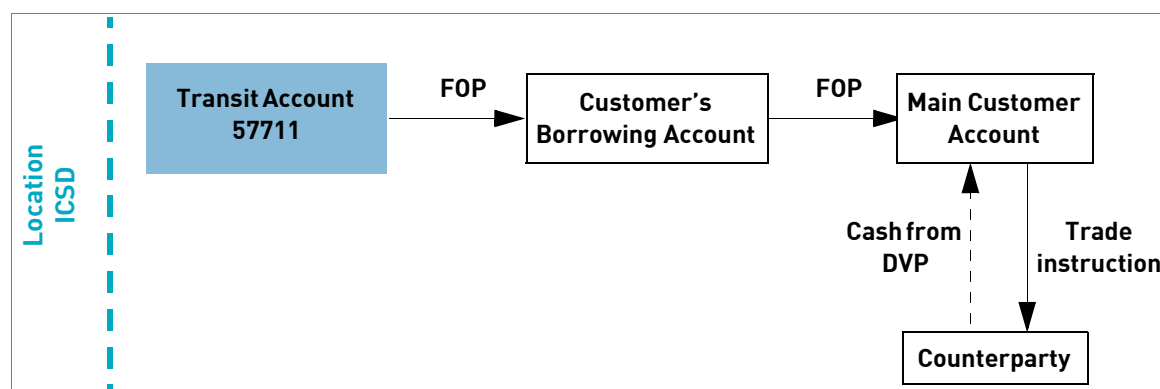 Location
ICSD
Transit Account
57711
FOP
Customer's
Borrowing Account
FOP
Main Customer
Account
Cash from
DVP
Trade
instruction
Counterparty